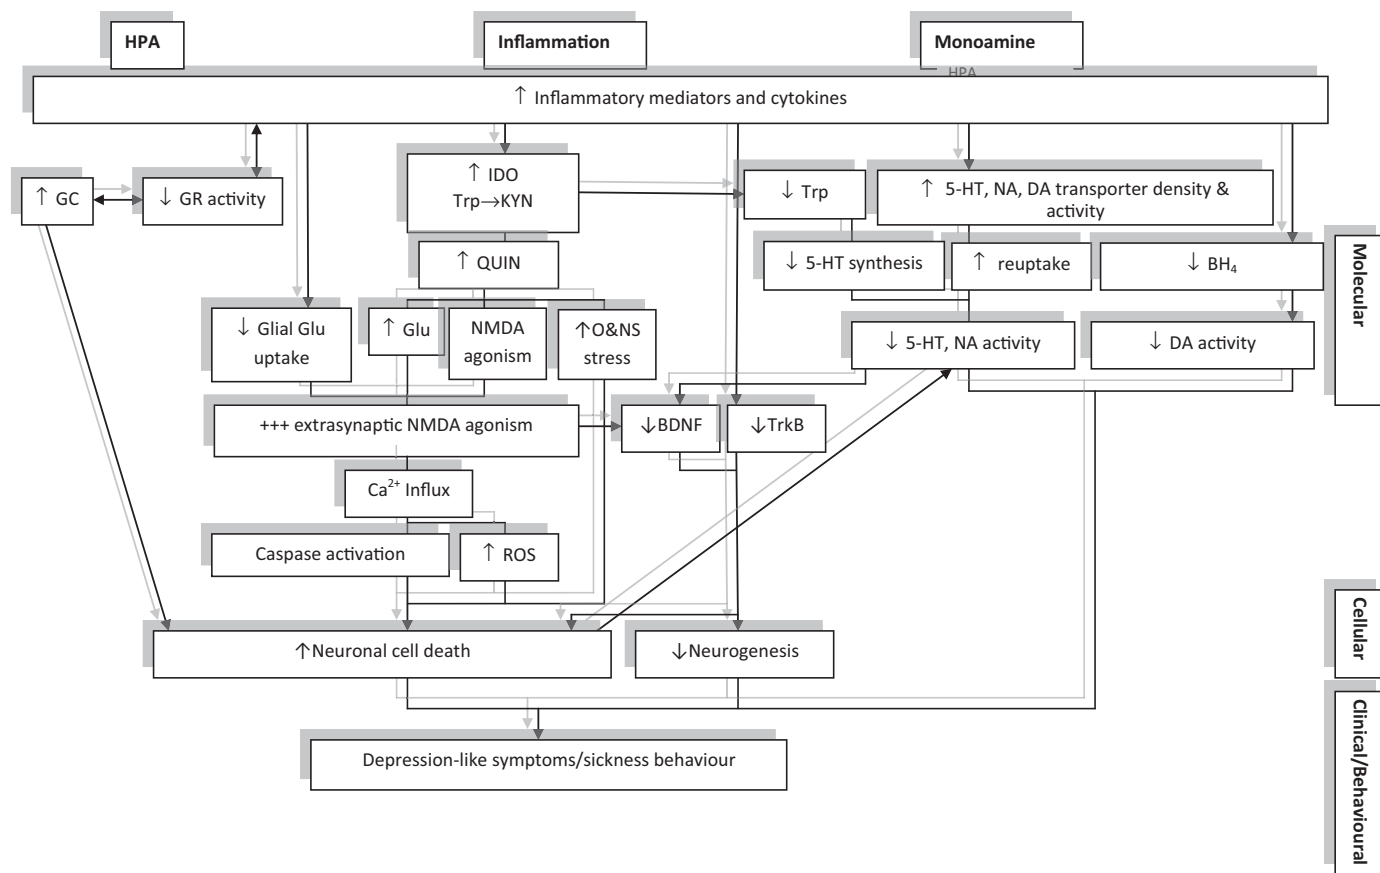 HPA
Inflammation
Monoamine
HPA
↑ Inflammatory mediators and cytokines
↑ GC
↓ GR activity
↑ IDO
Trp→KYN
↓ Trp
↑ 5-HT, NA, DA transporter density &
activity
↑ QUIN
↓ 5-HT synthesis
↑ reuptake
↓ BH₄
↓ Glial Glu
uptake
↑ Glu
NMDA
agonism
↑O&NS
stress
↓ 5-HT, NA activity
↓ DA activity
Molecular
+++ extrasynaptic NMDA agonism
↓BDNF
↓TrkB
Ca²⁺ Influx
Caspase activation
↑ ROS
↑Neuronal cell death
↓Neurogenesis
Cellular
Depression-like symptoms/sickness behaviour
Clinical/Behavioural